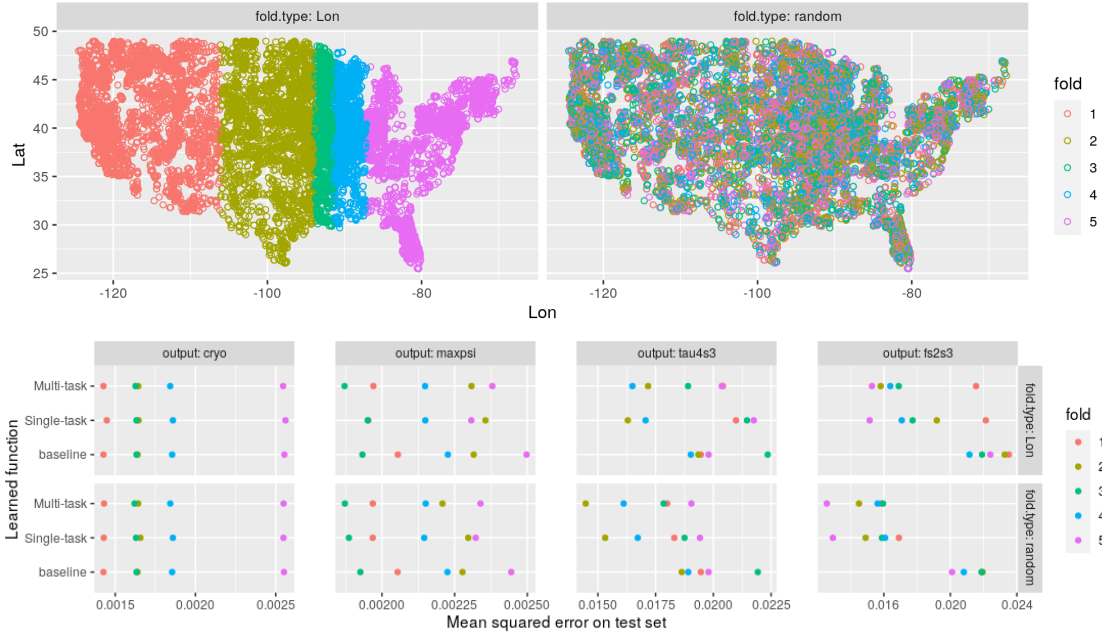 fold.type: Lon
fold.type: random
50
45
40
35
30
25
Lat
-120
-100
-80
-120
-100
-80
Lon
fold
1
2
3
4
5
output: cryo
output: maxpsi
output: tau4s3
output: fs2s3
Multi-task
Single-task
baseline
fold.type: Lon
Multi-task
Single-task
baseline
fold.type: random
Learned function
0.0015
0.0020
0.0025
0.00200
0.00225
0.00250
0.0150
0.0175
0.0200
0.0225
0.016
0.020
0.024
Mean squared error on test set
fold
1
2
3
4
5